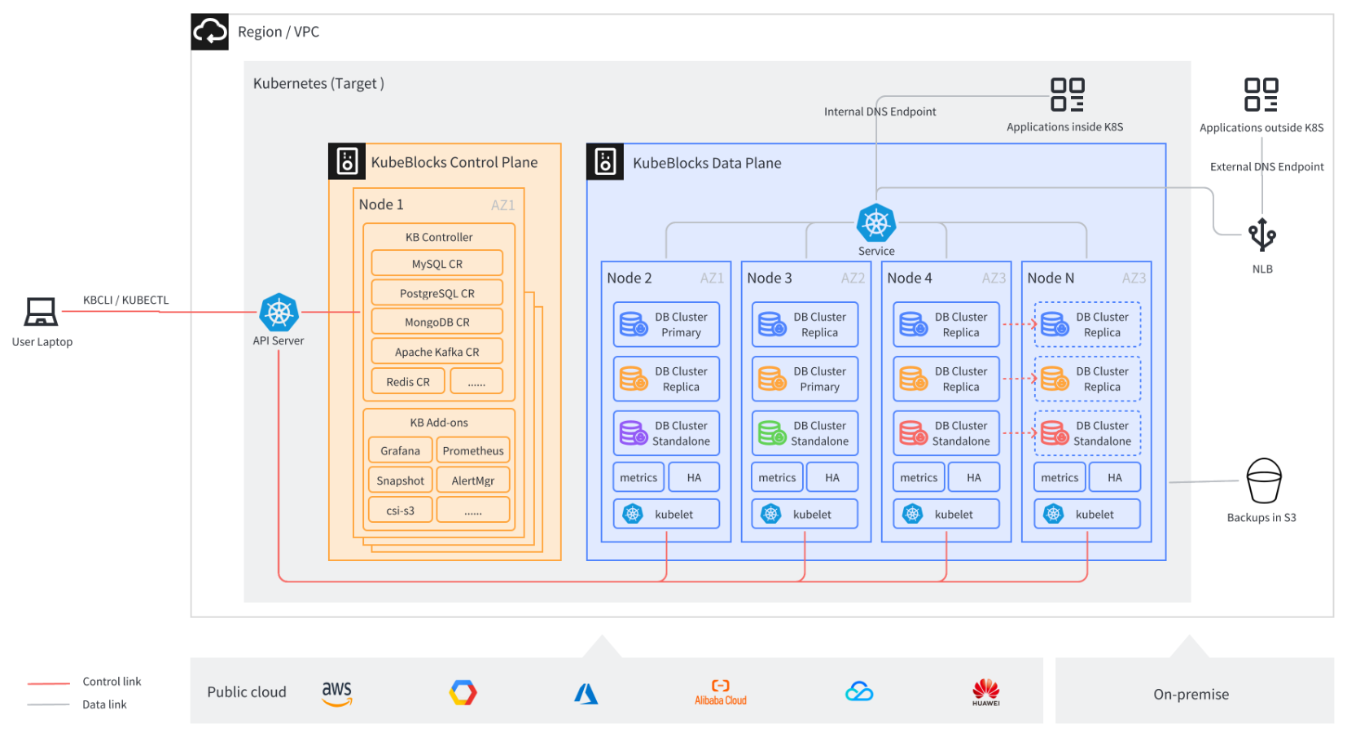 Region / VPC
Kubernetes (Target )
Internal DNS Endpoint
Applications inside K8S
Applications outside K8S
External DNS Endpoint
NLB
KubeBlocks Control Plane
Node 1
AZ1
KB Controller
MySQL CR
PostgreSQL CR
MongoDB CR
Apache Kafka CR
Redis CR
......
KB Add-ons
Grafana
Prometheus
Snapshot
AlertMgr
csi-s3
......
KBCLI / KUBECTL
User Laptop
API Server
KubeBlocks Data Plane
Service
Node 2
AZ1
DB Cluster
Primary
DB Cluster
Replica
DB Cluster
Standalone
metrics
HA
kubelet
Node 3
AZ2
DB Cluster
Replica
DB Cluster
Primary
DB Cluster
Standalone
metrics
HA
kubelet
Node 4
AZ3
DB Cluster
Replica
DB Cluster
Replica
DB Cluster
Standalone
metrics
HA
kubelet
Node N
AZ3
DB Cluster
Replica
DB Cluster
Replica
DB Cluster
Standalone
metrics
HA
kubelet
Backups in S3
Control link
Data link
Public cloud
aws
Alibaba Cloud
HUAWEI
On-premise